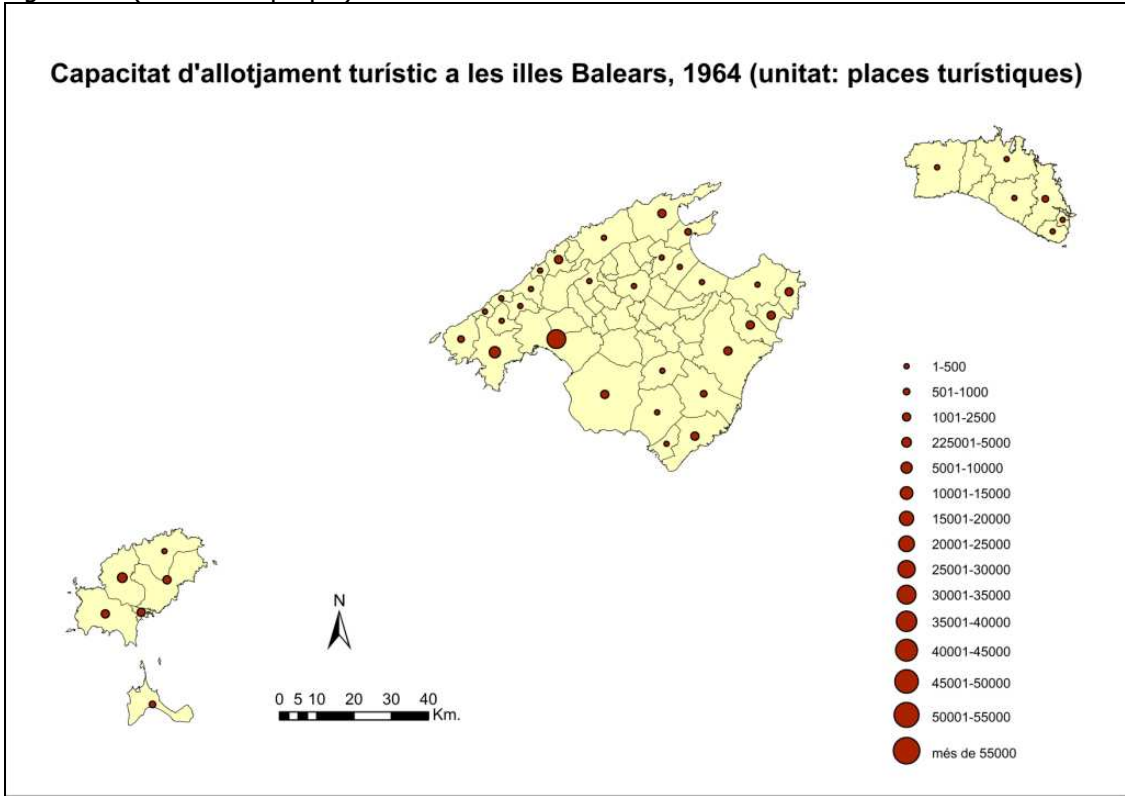 Capacitat d'allotjament turístic a les illes Balears, 1964 (unitat: places turístiques)
1-500
501-1000
1001-2500
225001-5000
5001-10000
10001-15000
15001-20000
20001-25000
25001-30000
30001-35000
35001-40000
40001-45000
45001-50000
50001-55000
més de 55000
N
0 5 10 20 30 40
Km.